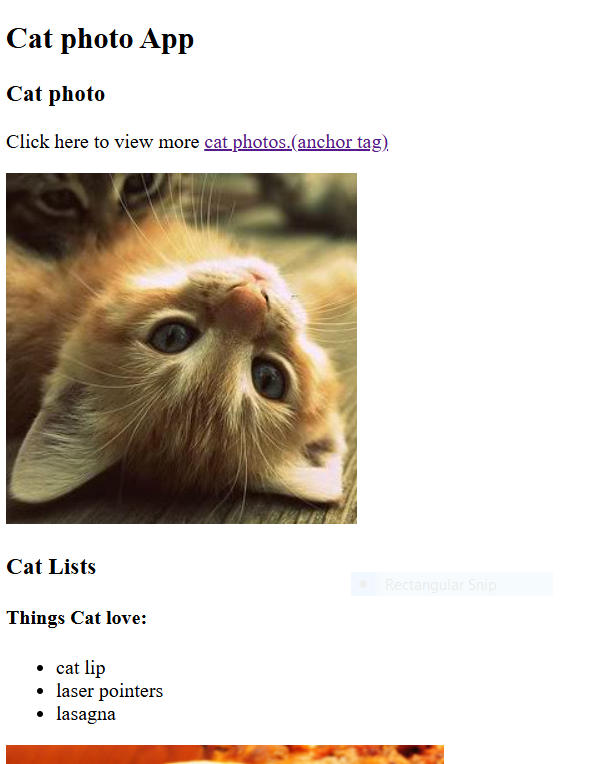 Cat photo App
Cat photo
Click here to view more cat photos.(anchor tag)
Cat Lists
Rectangular Snip
Things Cat love:
cat lip
laser pointers
lasagna